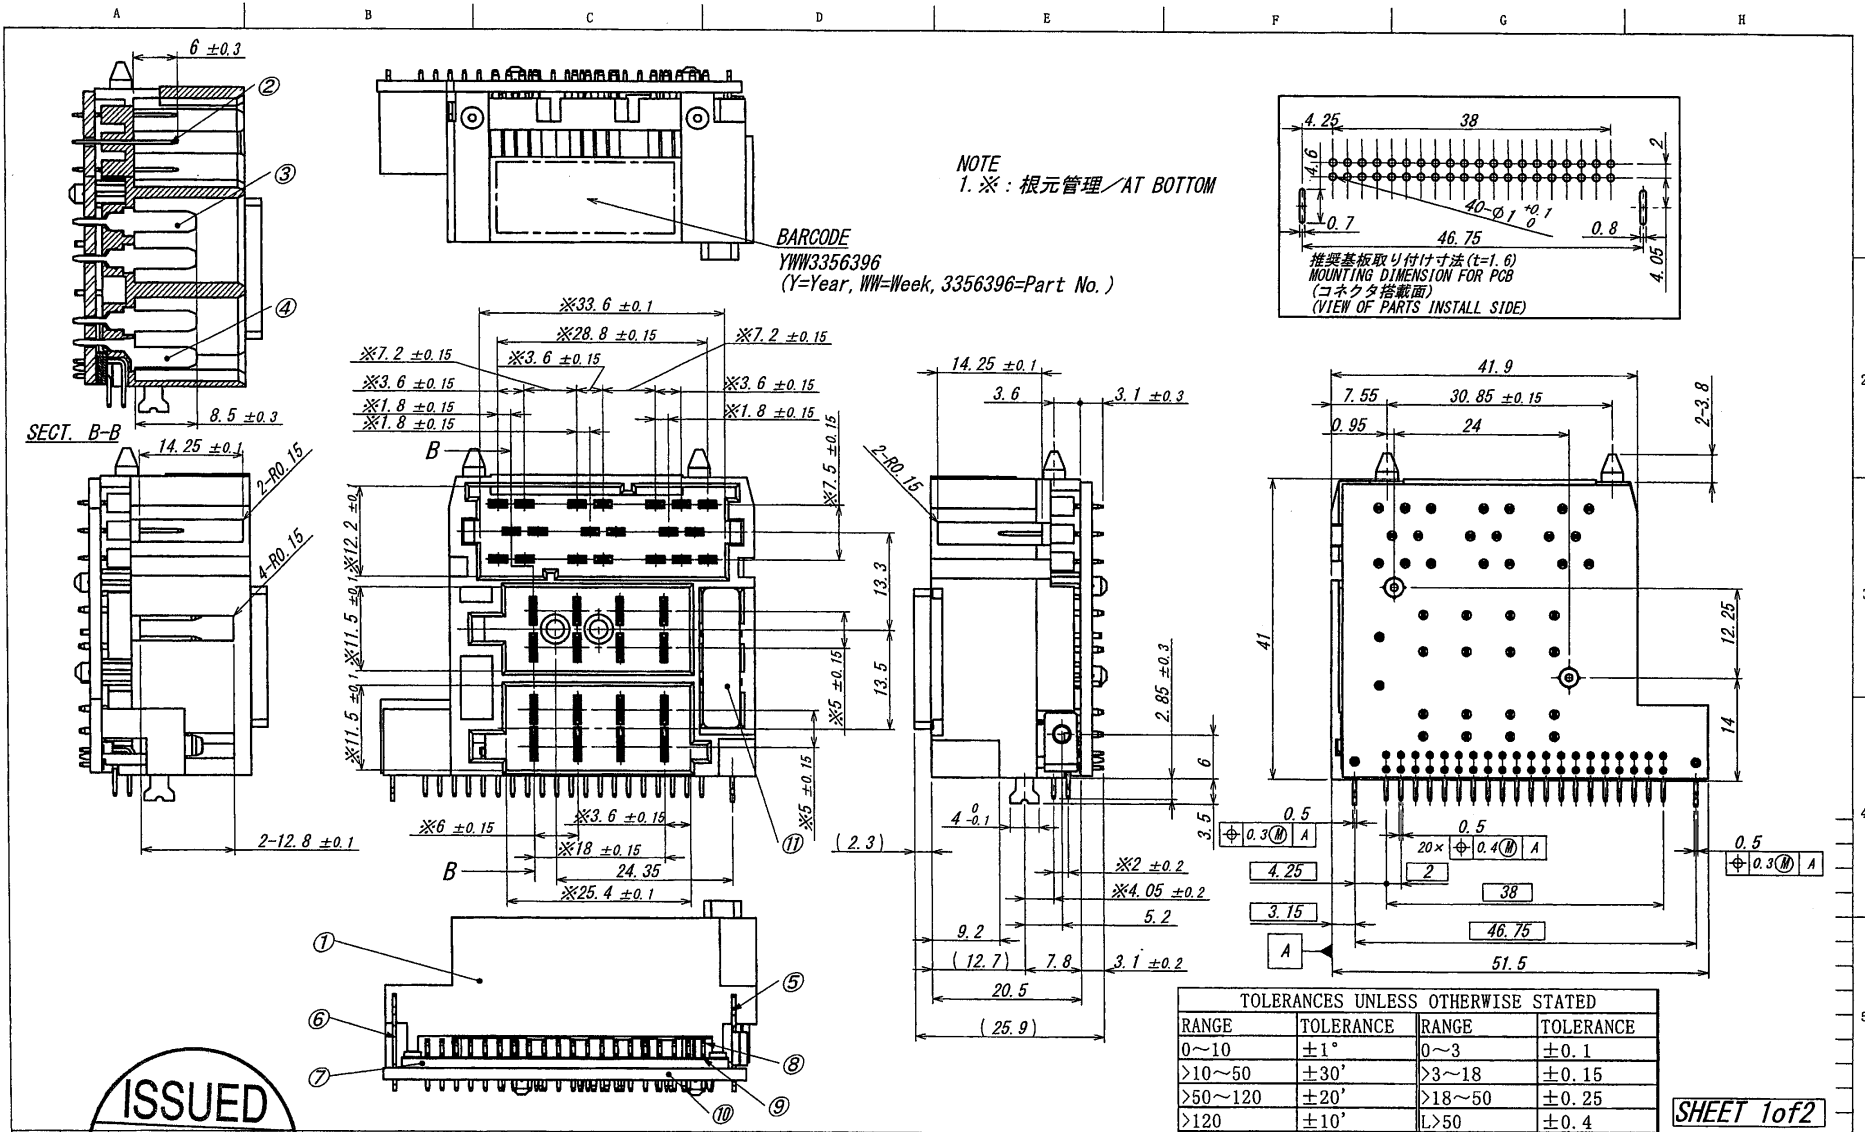 A B C D E F G H
6 ±0.3
②
③
④
8.5 ±0.3
SECT. B-B
NOTE
1. ※ : 根元管理/AT BOTTOM
BARCODE
YWW3356396
(Y=Year, WW=Week, 3356396=Part No.)
4.25
38
2
4.6
40-Φ1 +0.1 0
0.7
46.75
0.8
4.05
推奨基板取り付け寸法(t=1.6)
MOUNTING DIMENSION FOR PCB
(コネクタ搭載面)
(VIEW OF PARTS INSTALL SIDE)
14.25 ±0.1
2-R0.15
4-R0.15
2-12.8 ±0.1
※33.6 ±0.1
※28.8 ±0.15
※7.2 ±0.15
※7.2 ±0.15
※3.6 ±0.15
※3.6 ±0.15
※3.6 ±0.15
※1.8 ±0.15
※1.8 ±0.15
※1.8 ±0.15
B
※7.5 ±0.15
※12.2 ±0.1
※11.5 ±0.1
※11.5 ±0.1
13.3
13.5
※5 ±0.15
※5 ±0.15
※3.6 ±0.15
※6 ±0.15
※18 ±0.15
⑪
B
24.35
※25.4 ±0.1
14.25 ±0.1
3.6
3.1 ±0.3
2-R0.15
2.85 ±0.3
6
3.5
4 0 -0.1
(2.3)
※2 ±0.2
※4.05 ±0.2
5.2
9.2
(12.7)
7.8
3.1 ±0.2
20.5
(25.9)
41.9
7.55
30.85 ±0.15
2-3.8
0.95
24
41
12.25
14
0.5
⌖ 0.3Ⓜ A
0.5
20× ⌖ 0.4Ⓜ A
0.5
⌖ 0.3Ⓜ A
4.25
2
38
3.15
46.75
A
51.5
①
⑤
⑥
⑦
⑧
⑨
⑩
ISSUED
TOLERANCES UNLESS OTHERWISE STATED
RANGE TOLERANCE RANGE TOLERANCE
0~10 ±1° 0~3 ±0.1
>10~50 ±30' >3~18 ±0.15
>50~120 ±20' >18~50 ±0.25
>120 ±10' L>50 ±0.4
SHEET 1of2
2
3
4
5